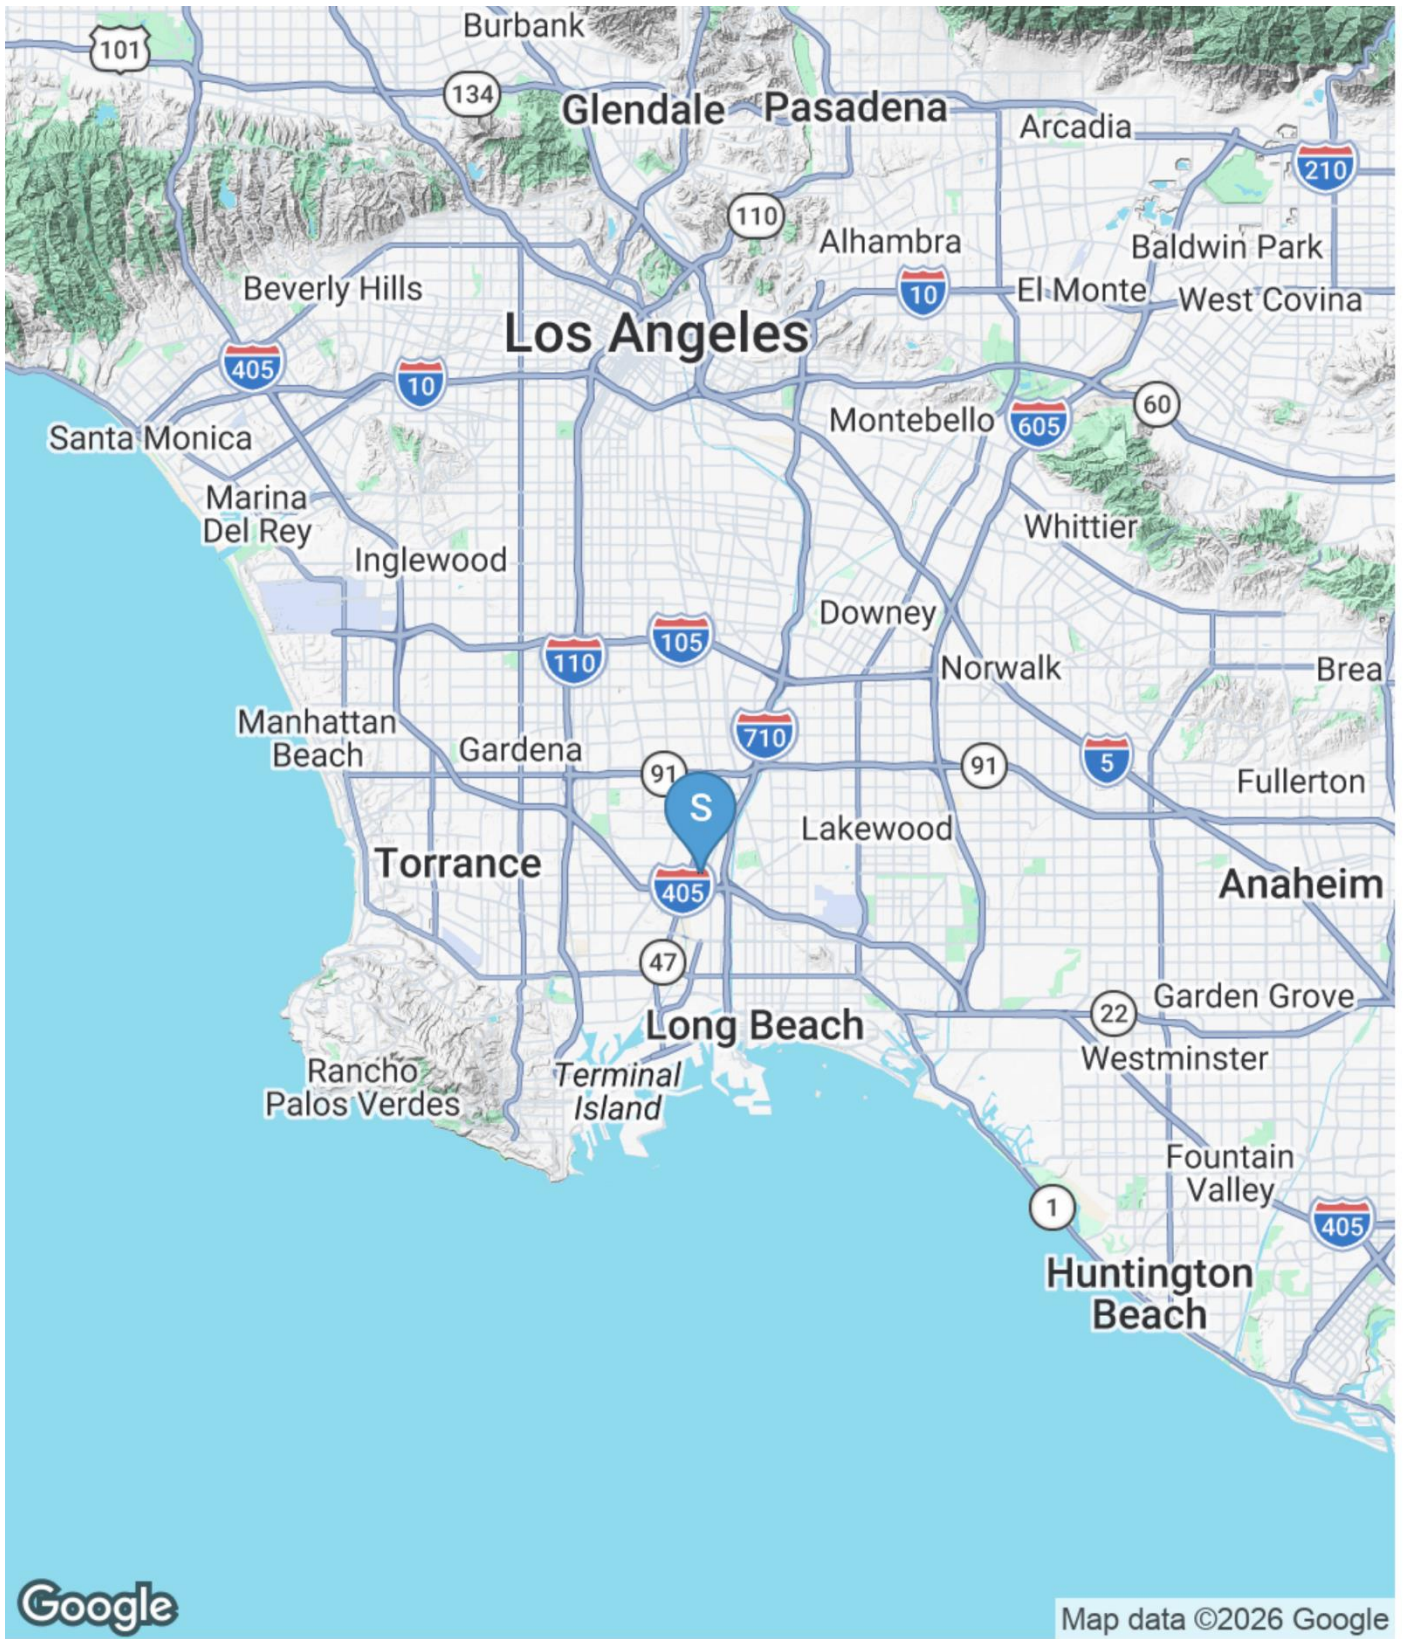 Burbank
101
134
Glendale
Pasadena
Arcadia
210
110
Alhambra
Baldwin Park
Beverly Hills
10
El Monte
West Covina
Los Angeles
405
10
60
Montebello
605
Santa Monica
Marina
Del Rey
Whittier
Inglewood
Downey
105
110
Norwalk
Brea
Manhattan
Beach
710
Gardena
91
91
5
Fullerton
S
Lakewood
Torrance
405
Anaheim
47
Garden Grove
22
Long Beach
Westminster
Rancho
Palos Verdes
Terminal
Island
Fountain
Valley
1
405
Huntington
Beach
Google
Map data ©2026 Google